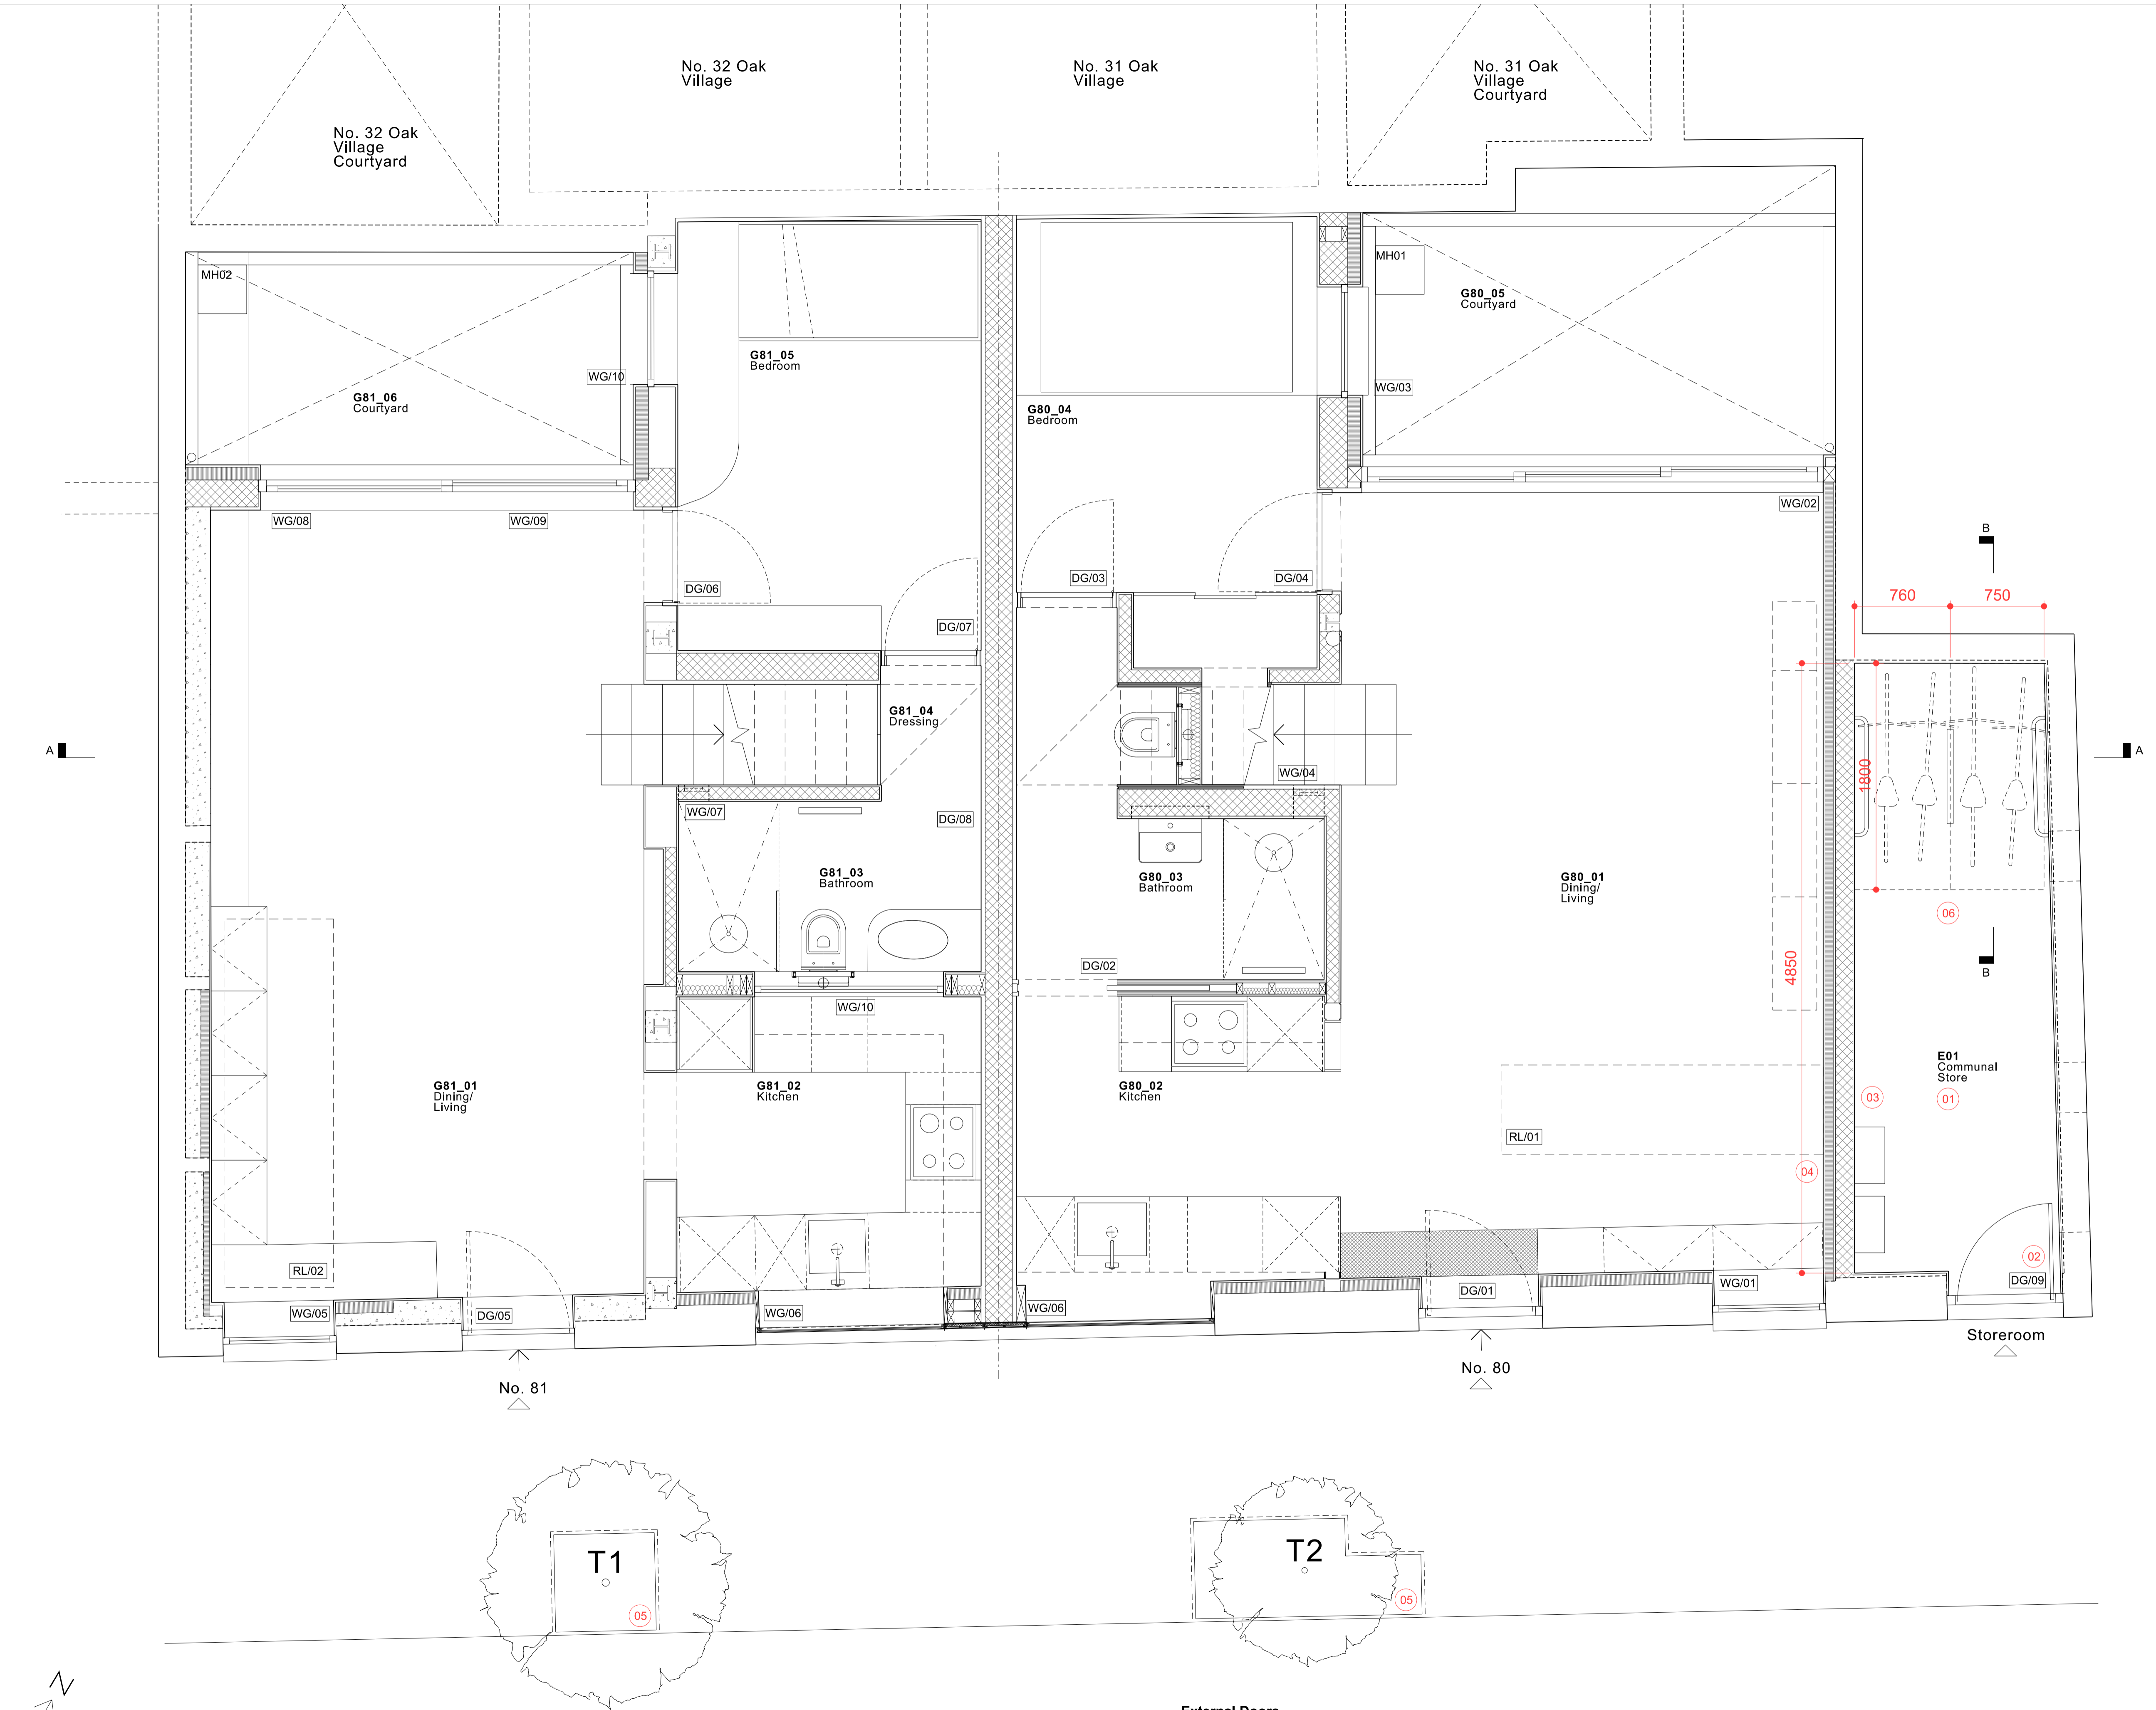 No. 32 Oak
Village
No. 31 Oak
Village
No. 31 Oak
Village
Courtyard
No. 32 Oak
Village
Courtyard
MH02
MH01
G80_05
Courtyard
G81_05
Bedroom
WG/10
WG/03
G81_06
Courtyard
G80_04
Bedroom
WG/02
WG/08
WG/09
B
DG/06
DG/03
DG/04
760
750
DG/07
G81_04
Dressing
A
A
WG/04
1800
WG/07
DG/08
G81_03
Bathroom
G80_03
Bathroom
G80_01
Dining/
Living
06
DG/02
4850
B
WG/10
E01
Communal
Store
G81_01
Dining/
Living
G81_02
Kitchen
G80_02
Kitchen
03
01
RL/01
04
RL/02
02
DG/09
WG/05
DG/05
WG/06
WG/06
DG/01
WG/01
Storeroom
No. 81
No. 80
T1
T2
05
05
N
External Doors